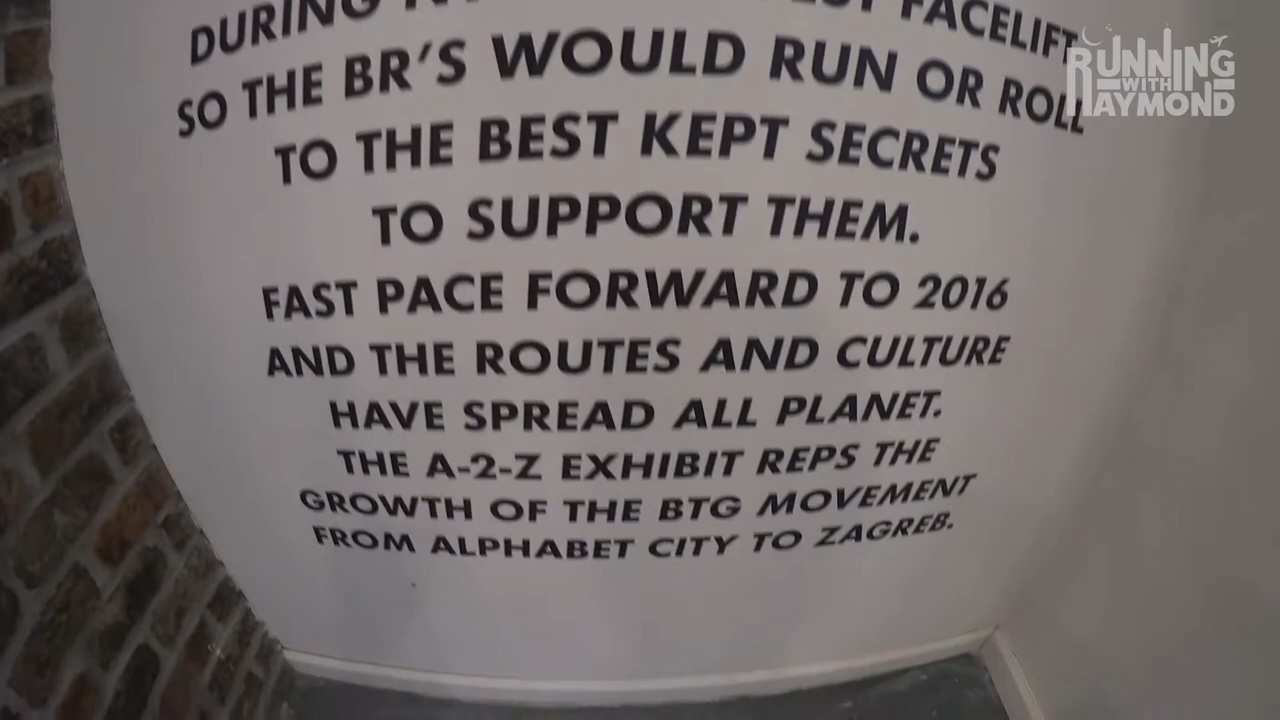 DURING FACELIFT
SO THE BR'S WOULD RUN OR ROLL
TO THE BEST KEPT SECRETS
TO SUPPORT THEM.
FAST PACE FORWARD TO 2016
AND THE ROUTES AND CULTURE
HAVE SPREAD ALL PLANET.
THE A-2-Z EXHIBIT REPS THE
GROWTH OF THE BTG MOVEMENT
FROM ALPHABET CITY TO ZAGREB.
RUNNING
WITH
RAYMOND